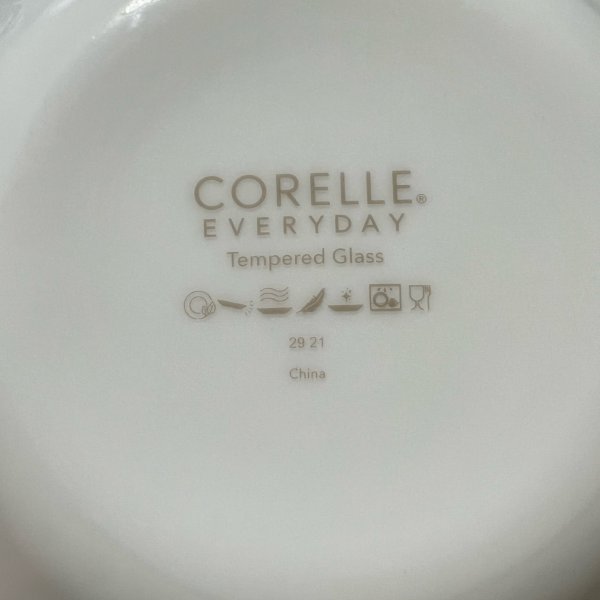 CORELLE®
EVERYDAY
Tempered Glass
29 21
China